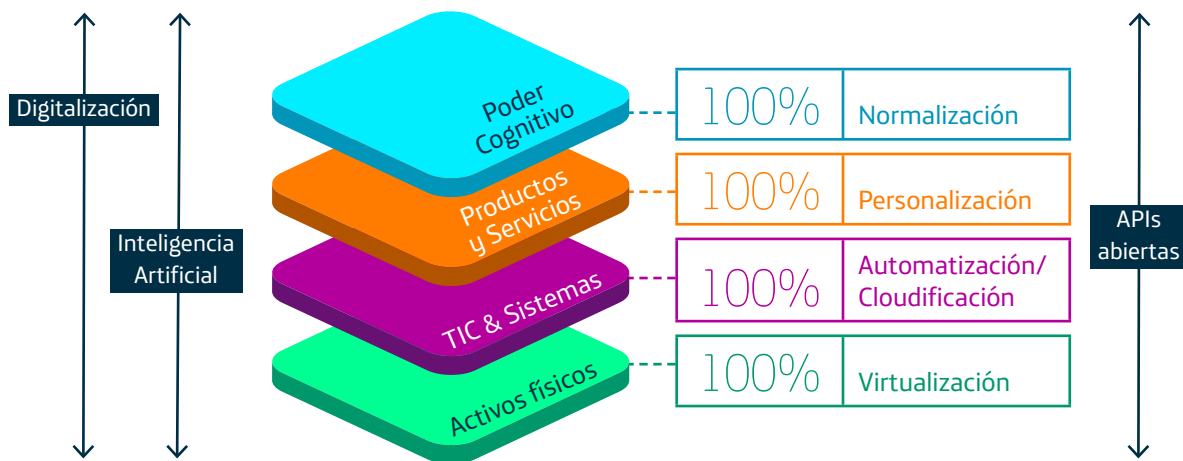 Digitalización
Inteligencia
Artificial
Poder
Cognitivo
100%
Normalización
Productos
y Servicios
100%
Personalización
TIC & Sistemas
100%
Automatización/
Cloudificación
Activos físicos
100%
Virtualización
APIs
abiertas